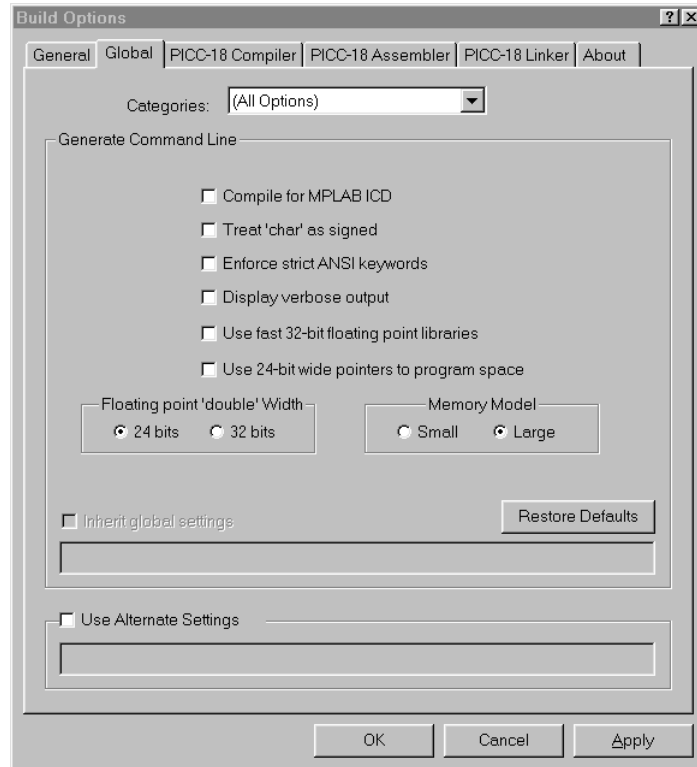 Build Options
General Global PICC-18 Compiler PICC-18 Assembler PICC-18 Linker About
Categories: (All Options)
Generate Command Line
Compile for MPLAB ICD
Treat 'char' as signed
Enforce strict ANSI keywords
Display verbose output
Use fast 32-bit floating point libraries
Use 24-bit wide pointers to program space
Floating point 'double' Width Memory Model
24 bits 32 bits Small Large
Inherit global settings Restore Defaults
Use Alternate Settings
OK Cancel Apply